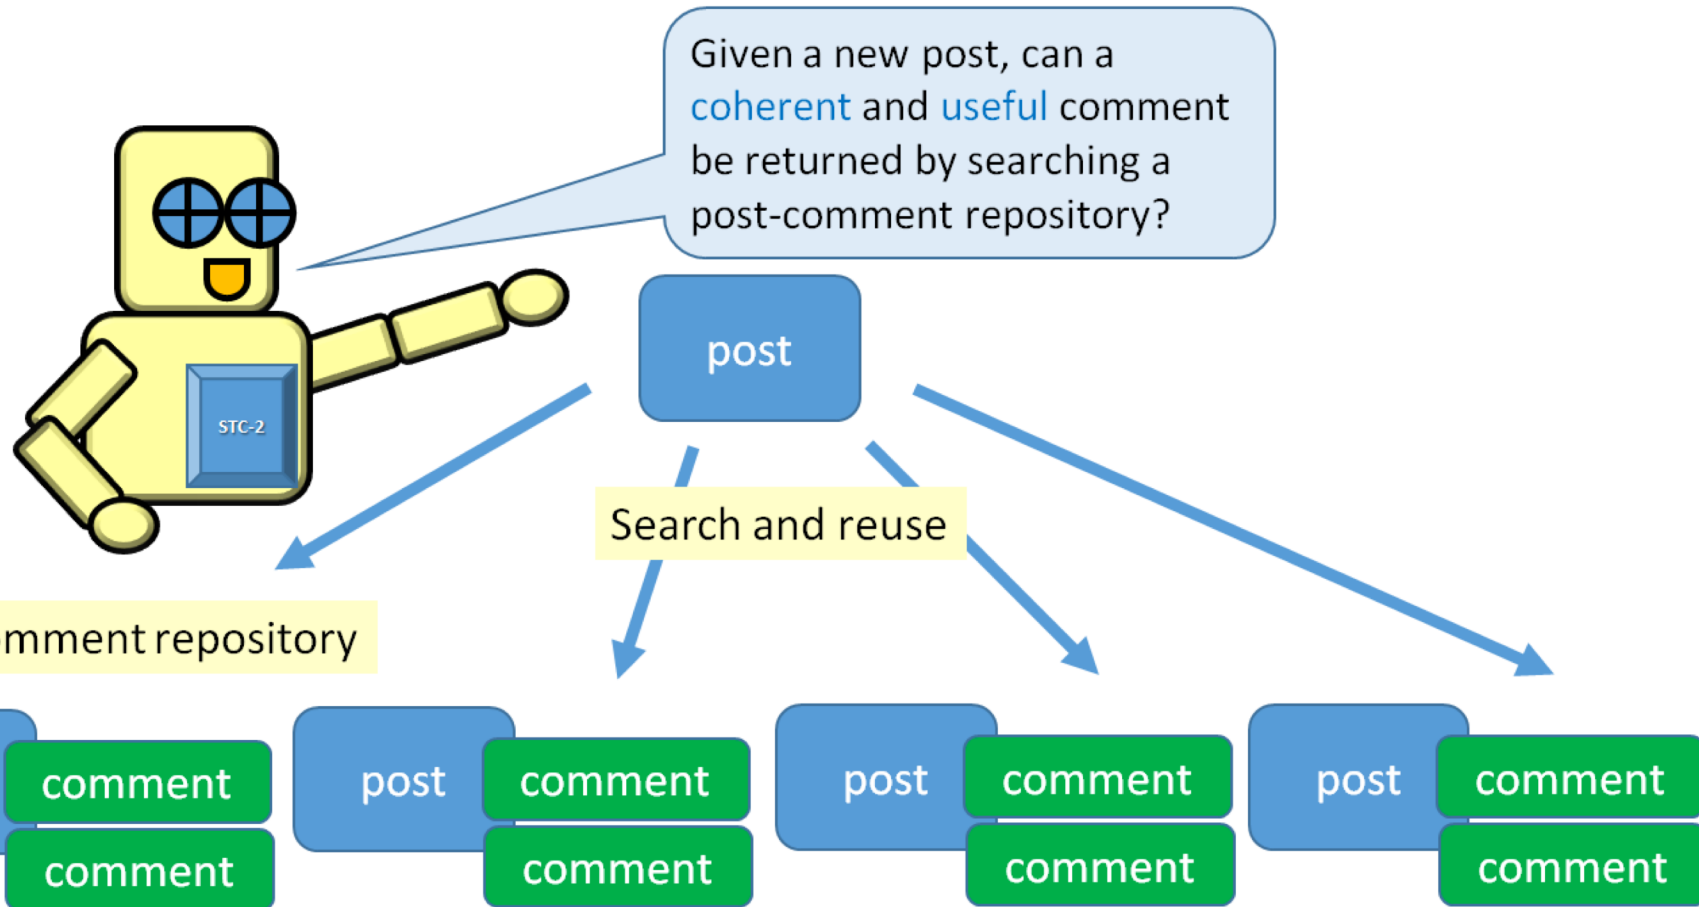 Given a new post, can a
coherent and useful comment
be returned by searching a
post-comment repository?
post
STC-2
Search and reuse
omment repository
post
post
post
comment
comment
comment
comment
comment
comment
comment
comment